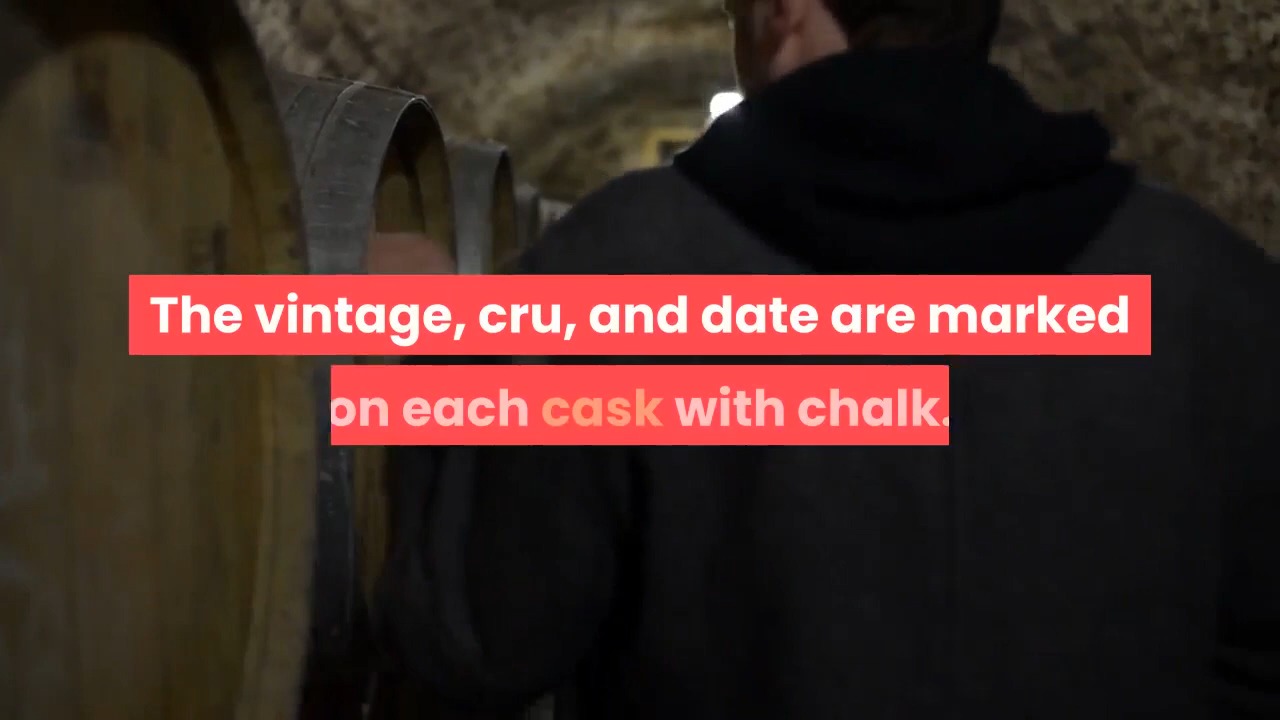 The vintage, cru, and date are marked
on each cask with chalk.